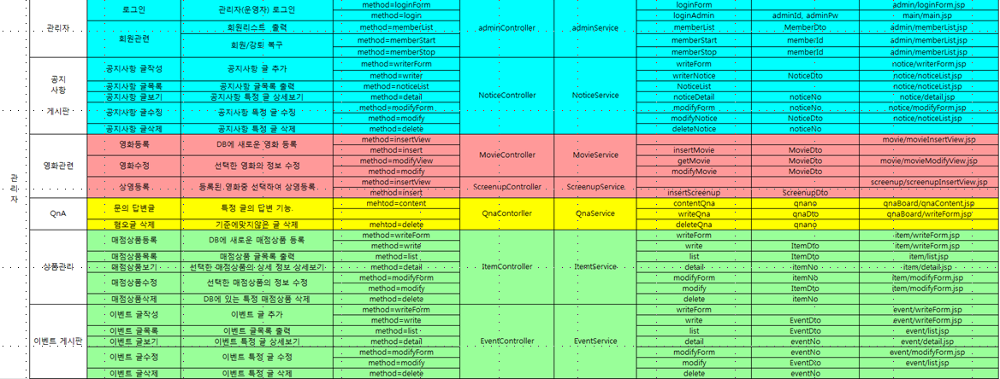 관리자
관리자 로그인 관리자(운영자) 로그인 method=loginForm adminController adminService loginForm admin/loginForm.jsp
method=login loginAdmin adminId, adminPw main/main.jsp
회원관련 회원리스트 출력 method=memberList memberList MemberDto admin/memberList.jsp
회원/강퇴 복구 method=memberStart memberStart memberId admin/memberList.jsp
method=memberStop memberStop memberId admin/memberList.jsp
공지 사항 게시판 공지사항 글작성 공지사항 글 추가 method=writerForm NoticeController NoticeService writeForm notice/writerForm.jsp
method=writer writerNotice NoticeDto notice/noticeList.jsp
공지사항 글목록 공지사항 글목록 출력 method=noticeList NoticeList notice/noticeList.jsp
공지사항 글보기 공지사항 특정 글 상세보기 method=detail noticeDetail noticeNo notice/detail.jsp
공지사항 글수정 공지사항 특정 글 수정 method=modifyForm modifyForm noticeNo notice/modifyForm.jsp
method=modify modifyNotice NoticeDto notice/noticeList.jsp
공지사항 글삭제 공지사항 특정 글 삭제 method=delete deleteNotice noticeNo
영화관련 영화등록 DB에 새로운 영화 등록 method=insertView MovieController MovieService movie/movieInsertView.jsp
method=insert insertMovie MovieDto
영화수정 선택한 영화의 정보 수정 method=modifyView getMovie MovieDto movie/movieModifyView.jsp
method=modify modifyMovie MovieDto
상영등록 등록된 영화중 선택하여 상영등록 method=insertView ScreenupController ScreenupService screenup/screenupInsertView.jsp
method=insert insertScreenup ScreenupDto
QnA 문의 답변글 특정 글의 답변 기능 mehtod=content QnaContorller QnaService contentQna qnano qnaBoard/qnaContent.jsp
writeQna qnaDto qnaBoard/writeForm.jsp
혐오글 삭제 기준에맞지않은 글 삭제 mehtod=delete deleteQna qnano
상품관리 매점상품등록 DB에 새로운 매점상품 등록 method=writeForm ItemController ItemtService writeForm item/writeForm.jsp
method=write write ItemDto item/writeForm.jsp
매점상품목록 매점상품 글목록 출력 method=list list ItemDto item/list.jsp
매점상품보기 선택한 매점상품의 상세 정보 상세보기 method=detail detail itemNo item/detail.jsp
매점상품수정 선택한 매점상품의 정보 수정 method=modifyForm modifyForm itemNo item/modifyForm.jsp
method=modify modify ItemDto item/modifyForm.jsp
매점상품삭제 DB에 있는 특정 매점상품 삭제 method=delete delete itemNo
이벤트 게시판 이벤트 글작성 이벤트 글 추가 method=writeForm EventController EventService writeForm event/writeForm.jsp
method=write write EventDto event/writeForm.jsp
이벤트 글목록 이벤트 글목록 출력 method=list list EventDto event/list.jsp
이벤트 글보기 이벤트 특정 글 상세보기 method=detail detail eventNo event/detail.jsp
이벤트 글수정 이벤트 특정 글 수정 method=modifyForm modifyForm eventNo event/modifyForm.jsp
method=modify modify EventDto event/list.jsp
이벤트 글삭제 이벤트 특정 글 삭제 method=delete delete eventNo